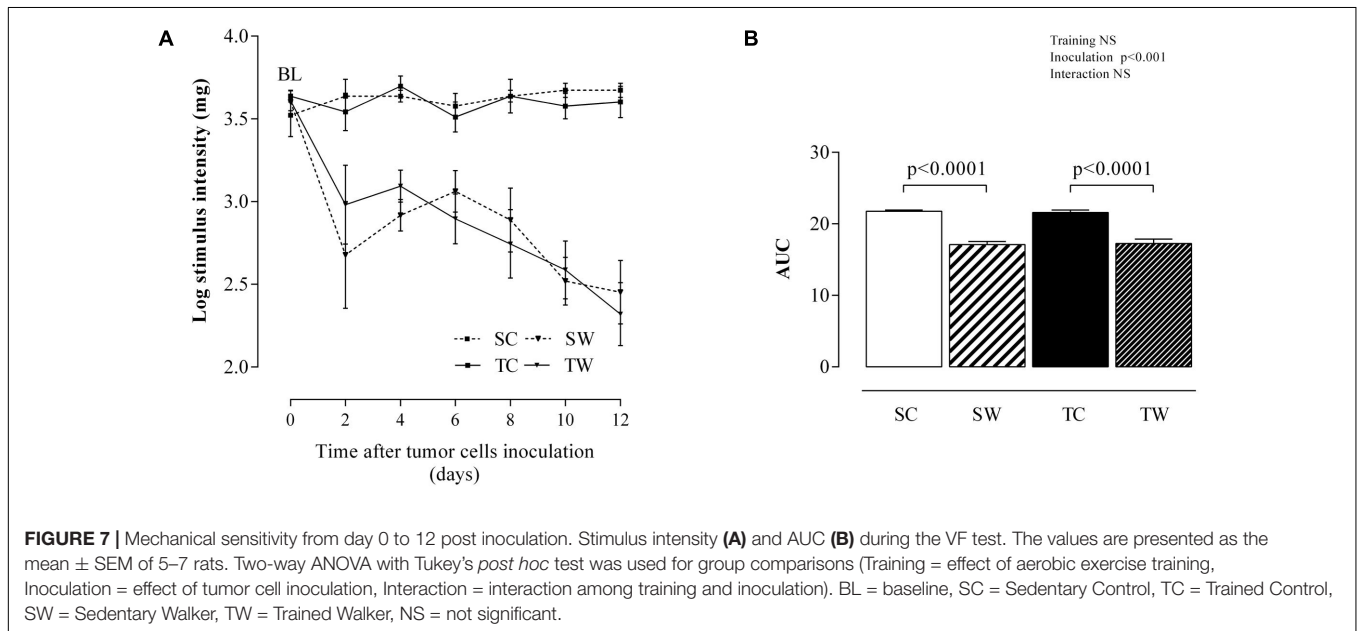 A
4.0
3.5
3.0
2.5
2.0
Log stimulus intensity (mg)
BL
SC SW
TC TW
0 2 4 6 8 10 12
Time after tumor cells inoculation
(days)
B
Training NS
Inoculation p<0.001
Interaction NS
30
20
10
0
AUC
p<0.0001 p<0.0001
SC SW TC TW
FIGURE 7 | Mechanical sensitivity from day 0 to 12 post inoculation. Stimulus intensity (A) and AUC (B) during the VF test. The values are presented as the
mean ± SEM of 5–7 rats. Two-way ANOVA with Tukey's post hoc test was used for group comparisons (Training = effect of aerobic exercise training,
Inoculation = effect of tumor cell inoculation, Interaction = interaction among training and inoculation). BL = baseline, SC = Sedentary Control, TC = Trained Control,
SW = Sedentary Walker, TW = Trained Walker, NS = not significant.